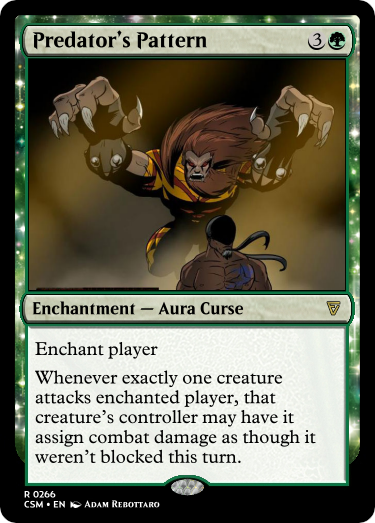 Predator's Pattern 3
Enchantment — Aura Curse
Enchant player
Whenever exactly one creature
attacks enchanted player, that
creature's controller may have it
assign combat damage as though it
weren't blocked this turn.
R 0266
CSM • EN Adam Rebottaro